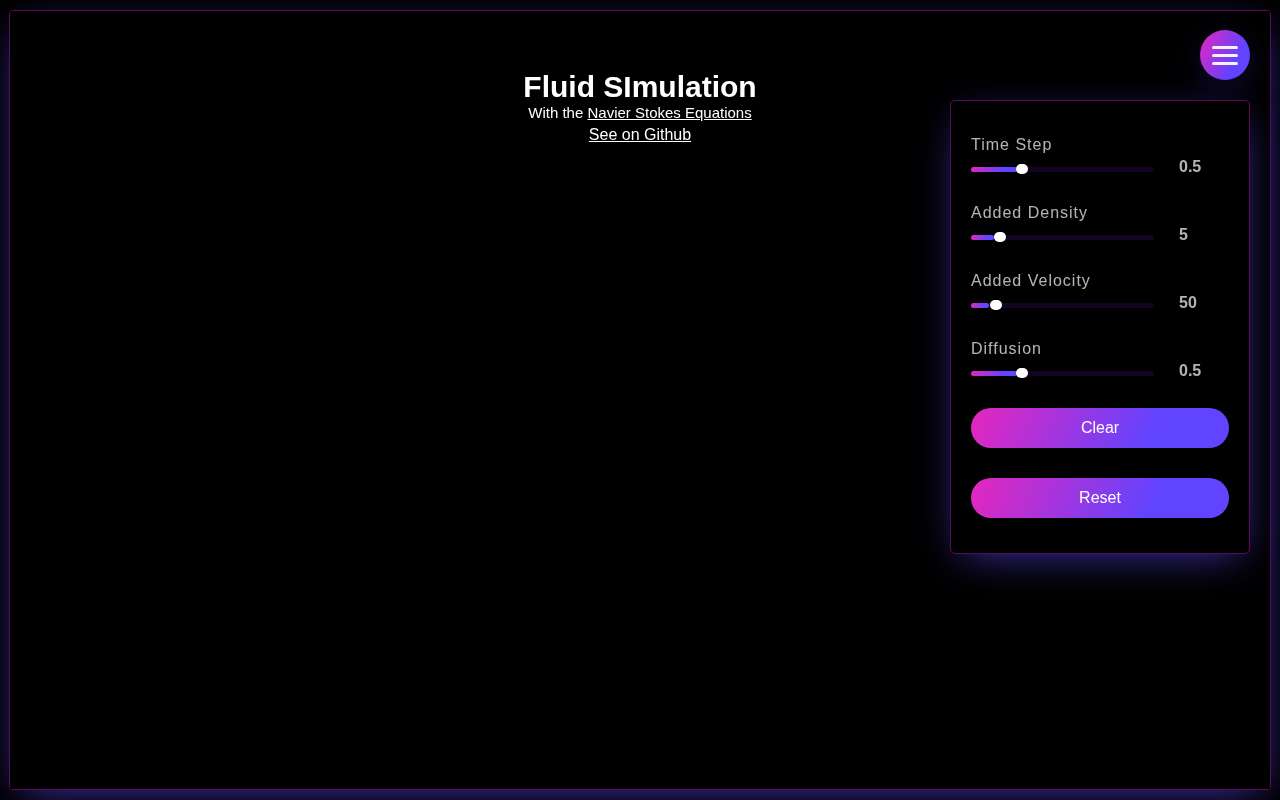 Fluid SImulation
With the Navier Stokes Equations
See on Github
Time Step
0.5
Added Density
5
Added Velocity
50
Diffusion
0.5
Clear
Reset